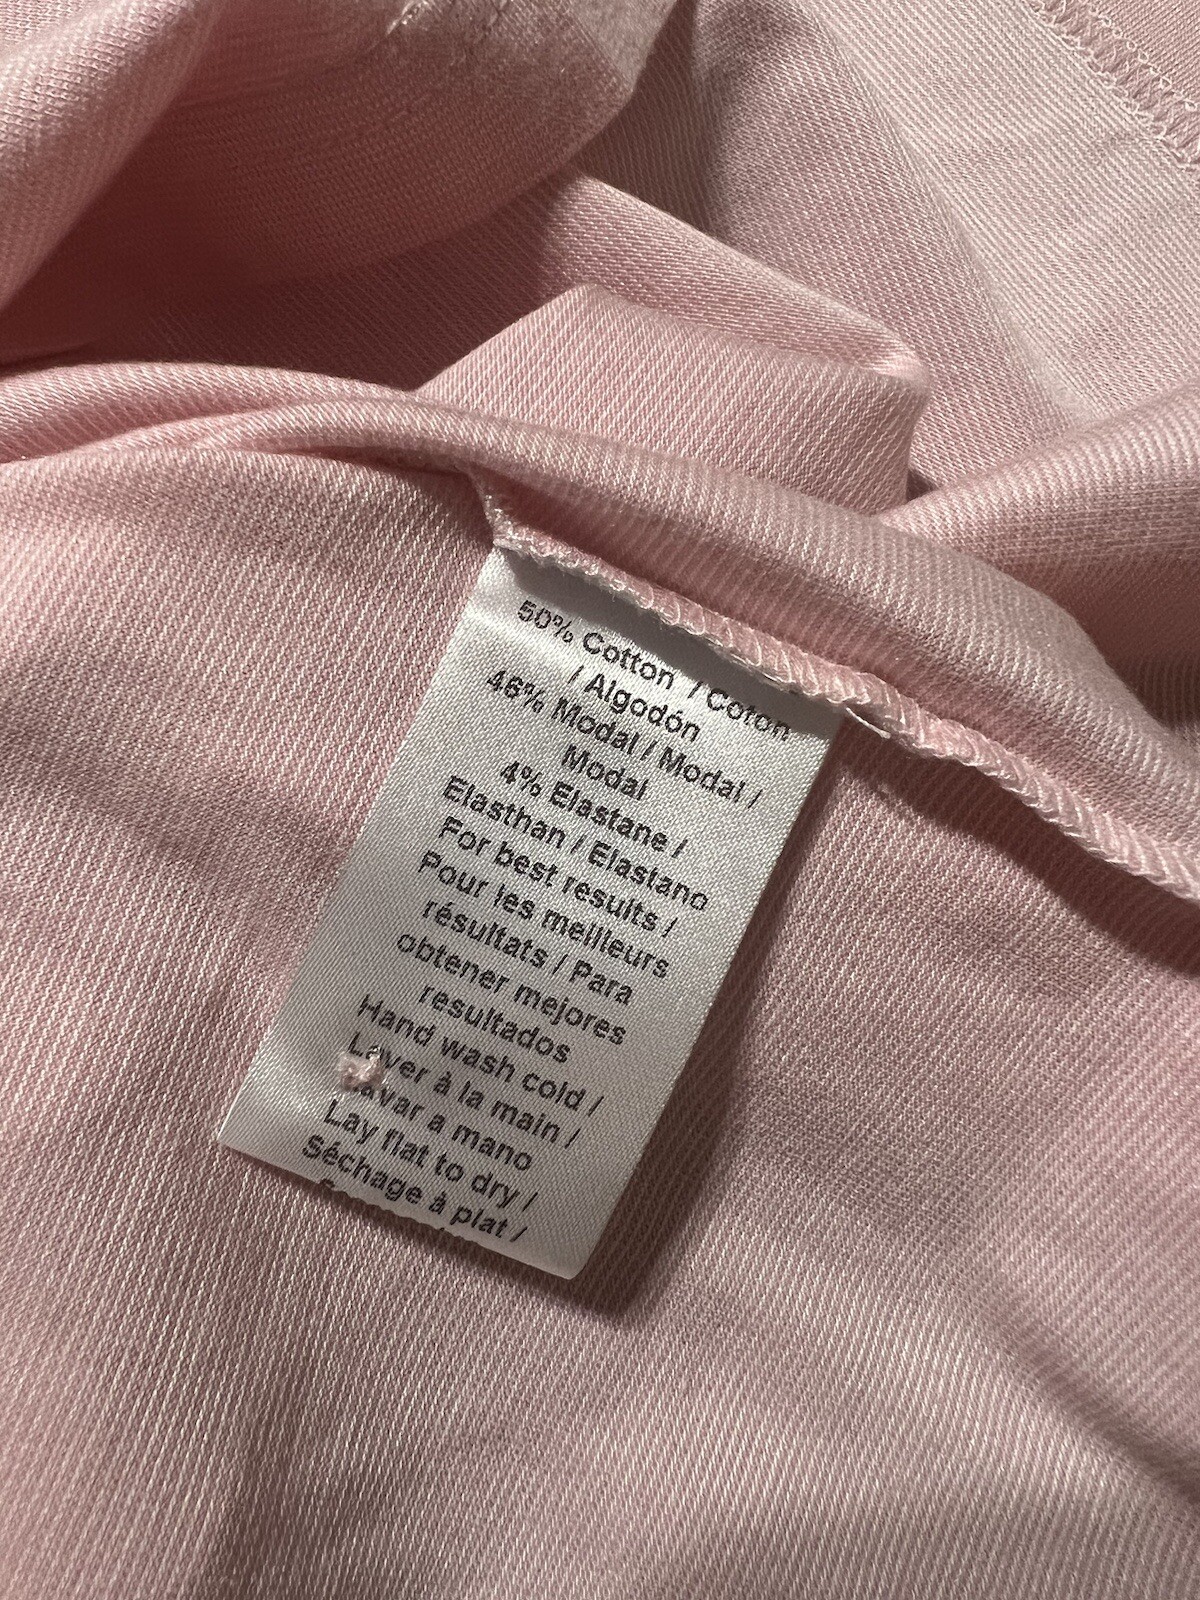 50% Cotton / Coton
/ Algodón
46% Modal / Modal /
Modal
4% Elastane /
Elasthan / Elastano
For best results /
Pour les meilleurs
résultats / Para
obtener mejores
resultados
Hand wash cold /
Laver à la main /
Lavar a mano
Lay flat to dry /
Séchage à plat /